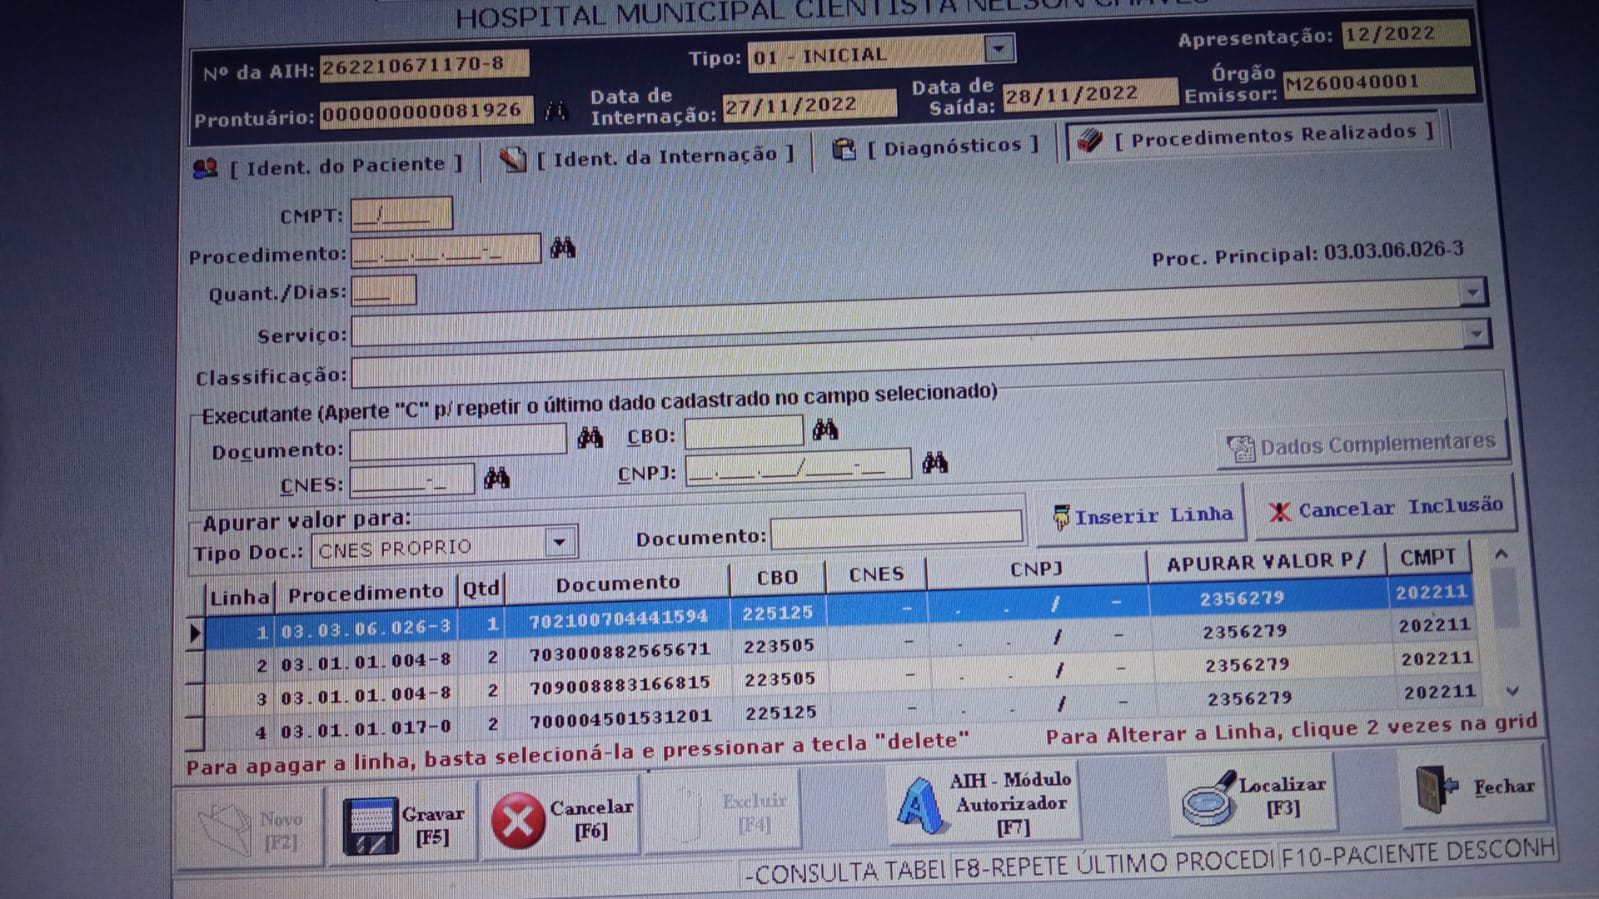 HOSPITAL MUNICIPAL CIENTISTA NELSON CHAVES
Nº da AIH: 262210671170-8 Tipo: 01 - INICIAL Apresentação: 12/2022
Prontuário: 000000000081926 Data de Internação: 27/11/2022 Data de Saída: 28/11/2022 Órgão Emissor: M260040001
[ Ident. do Paciente ] [ Ident. da Internação ] [ Diagnósticos ] [ Procedimentos Realizados ]
CMPT: __/____
Procedimento: __.__.__.___-_ Proc. Principal: 03.03.06.026-3
Quant./Dias: ___
Serviço:
Classificação:
Executante (Aperte "C" p/ repetir o último dado cadastrado no campo selecionado)
Documento: CBO:
CNES: CNPJ: Dados Complementares
Apurar valor para:
Tipo Doc.: CNES PROPRIO Documento: Inserir Linha Cancelar Inclusão
Linha Procedimento Qtd Documento CBO CNES CNPJ APURAR VALOR P/ CMPT
1 03.03.06.026-3 1 702100704441594 225125 - . . / - 2356279 202211
2 03.01.01.004-8 2 703000882565671 223505 - . . / - 2356279 202211
3 03.01.01.004-8 2 709008883166815 223505 - . . / - 2356279 202211
4 03.01.01.017-0 2 700004501531201 225125 - . . / - 2356279 202211
Para apagar a linha, basta selecioná-la e pressionar a tecla "delete" Para Alterar a Linha, clique 2 vezes na grid
Novo [F2] Gravar [F5] Cancelar [F6] Excluir [F4] AIH - Módulo Autorizador [F7] Localizar [F3] Fechar
-CONSULTA TABEL F8-REPETE ÚLTIMO PROCEDI F10-PACIENTE DESCONH